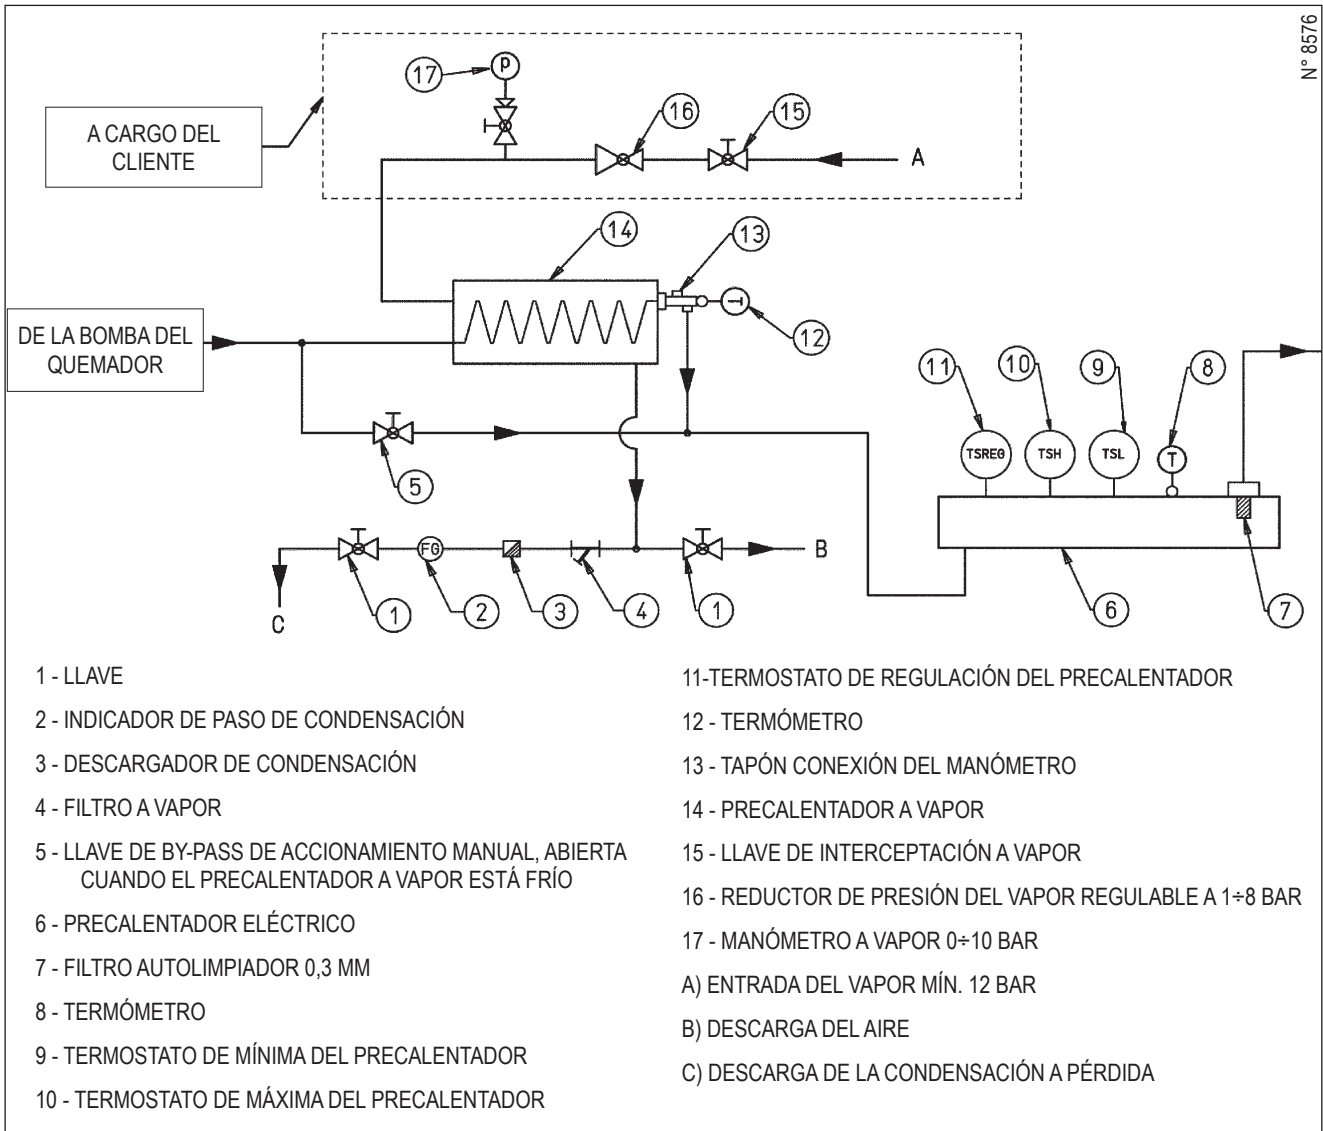 N° 8576
P
17
16
15
A
A CARGO DEL
CLIENTE
14
13
12
T
DE LA BOMBA DEL
QUEMADOR
11
10
9
8
TSREG
TSH
TSL
T
5
FG
B
C
1
2
3
4
1
6
7
1 - LLAVE
2 - INDICADOR DE PASO DE CONDENSACIÓN
3 - DESCARGADOR DE CONDENSACIÓN
4 - FILTRO A VAPOR
5 - LLAVE DE BY-PASS DE ACCIONAMIENTO MANUAL, ABIERTA
CUANDO EL PRECALENTADOR A VAPOR ESTÁ FRÍO
6 - PRECALENTADOR ELÉCTRICO
7 - FILTRO AUTOLIMPIADOR 0,3 MM
8 - TERMÓMETRO
9 - TERMOSTATO DE MÍNIMA DEL PRECALENTADOR
10 - TERMOSTATO DE MÁXIMA DEL PRECALENTADOR
11-TERMOSTATO DE REGULACIÓN DEL PRECALENTADOR
12 - TERMÓMETRO
13 - TAPÓN CONEXIÓN DEL MANÓMETRO
14 - PRECALENTADOR A VAPOR
15 - LLAVE DE INTERCEPTACIÓN A VAPOR
16 - REDUCTOR DE PRESIÓN DEL VAPOR REGULABLE A 1÷8 BAR
17 - MANÓMETRO A VAPOR 0÷10 BAR
A) ENTRADA DEL VAPOR MÍN. 12 BAR
B) DESCARGA DEL AIRE
C) DESCARGA DE LA CONDENSACIÓN A PÉRDIDA